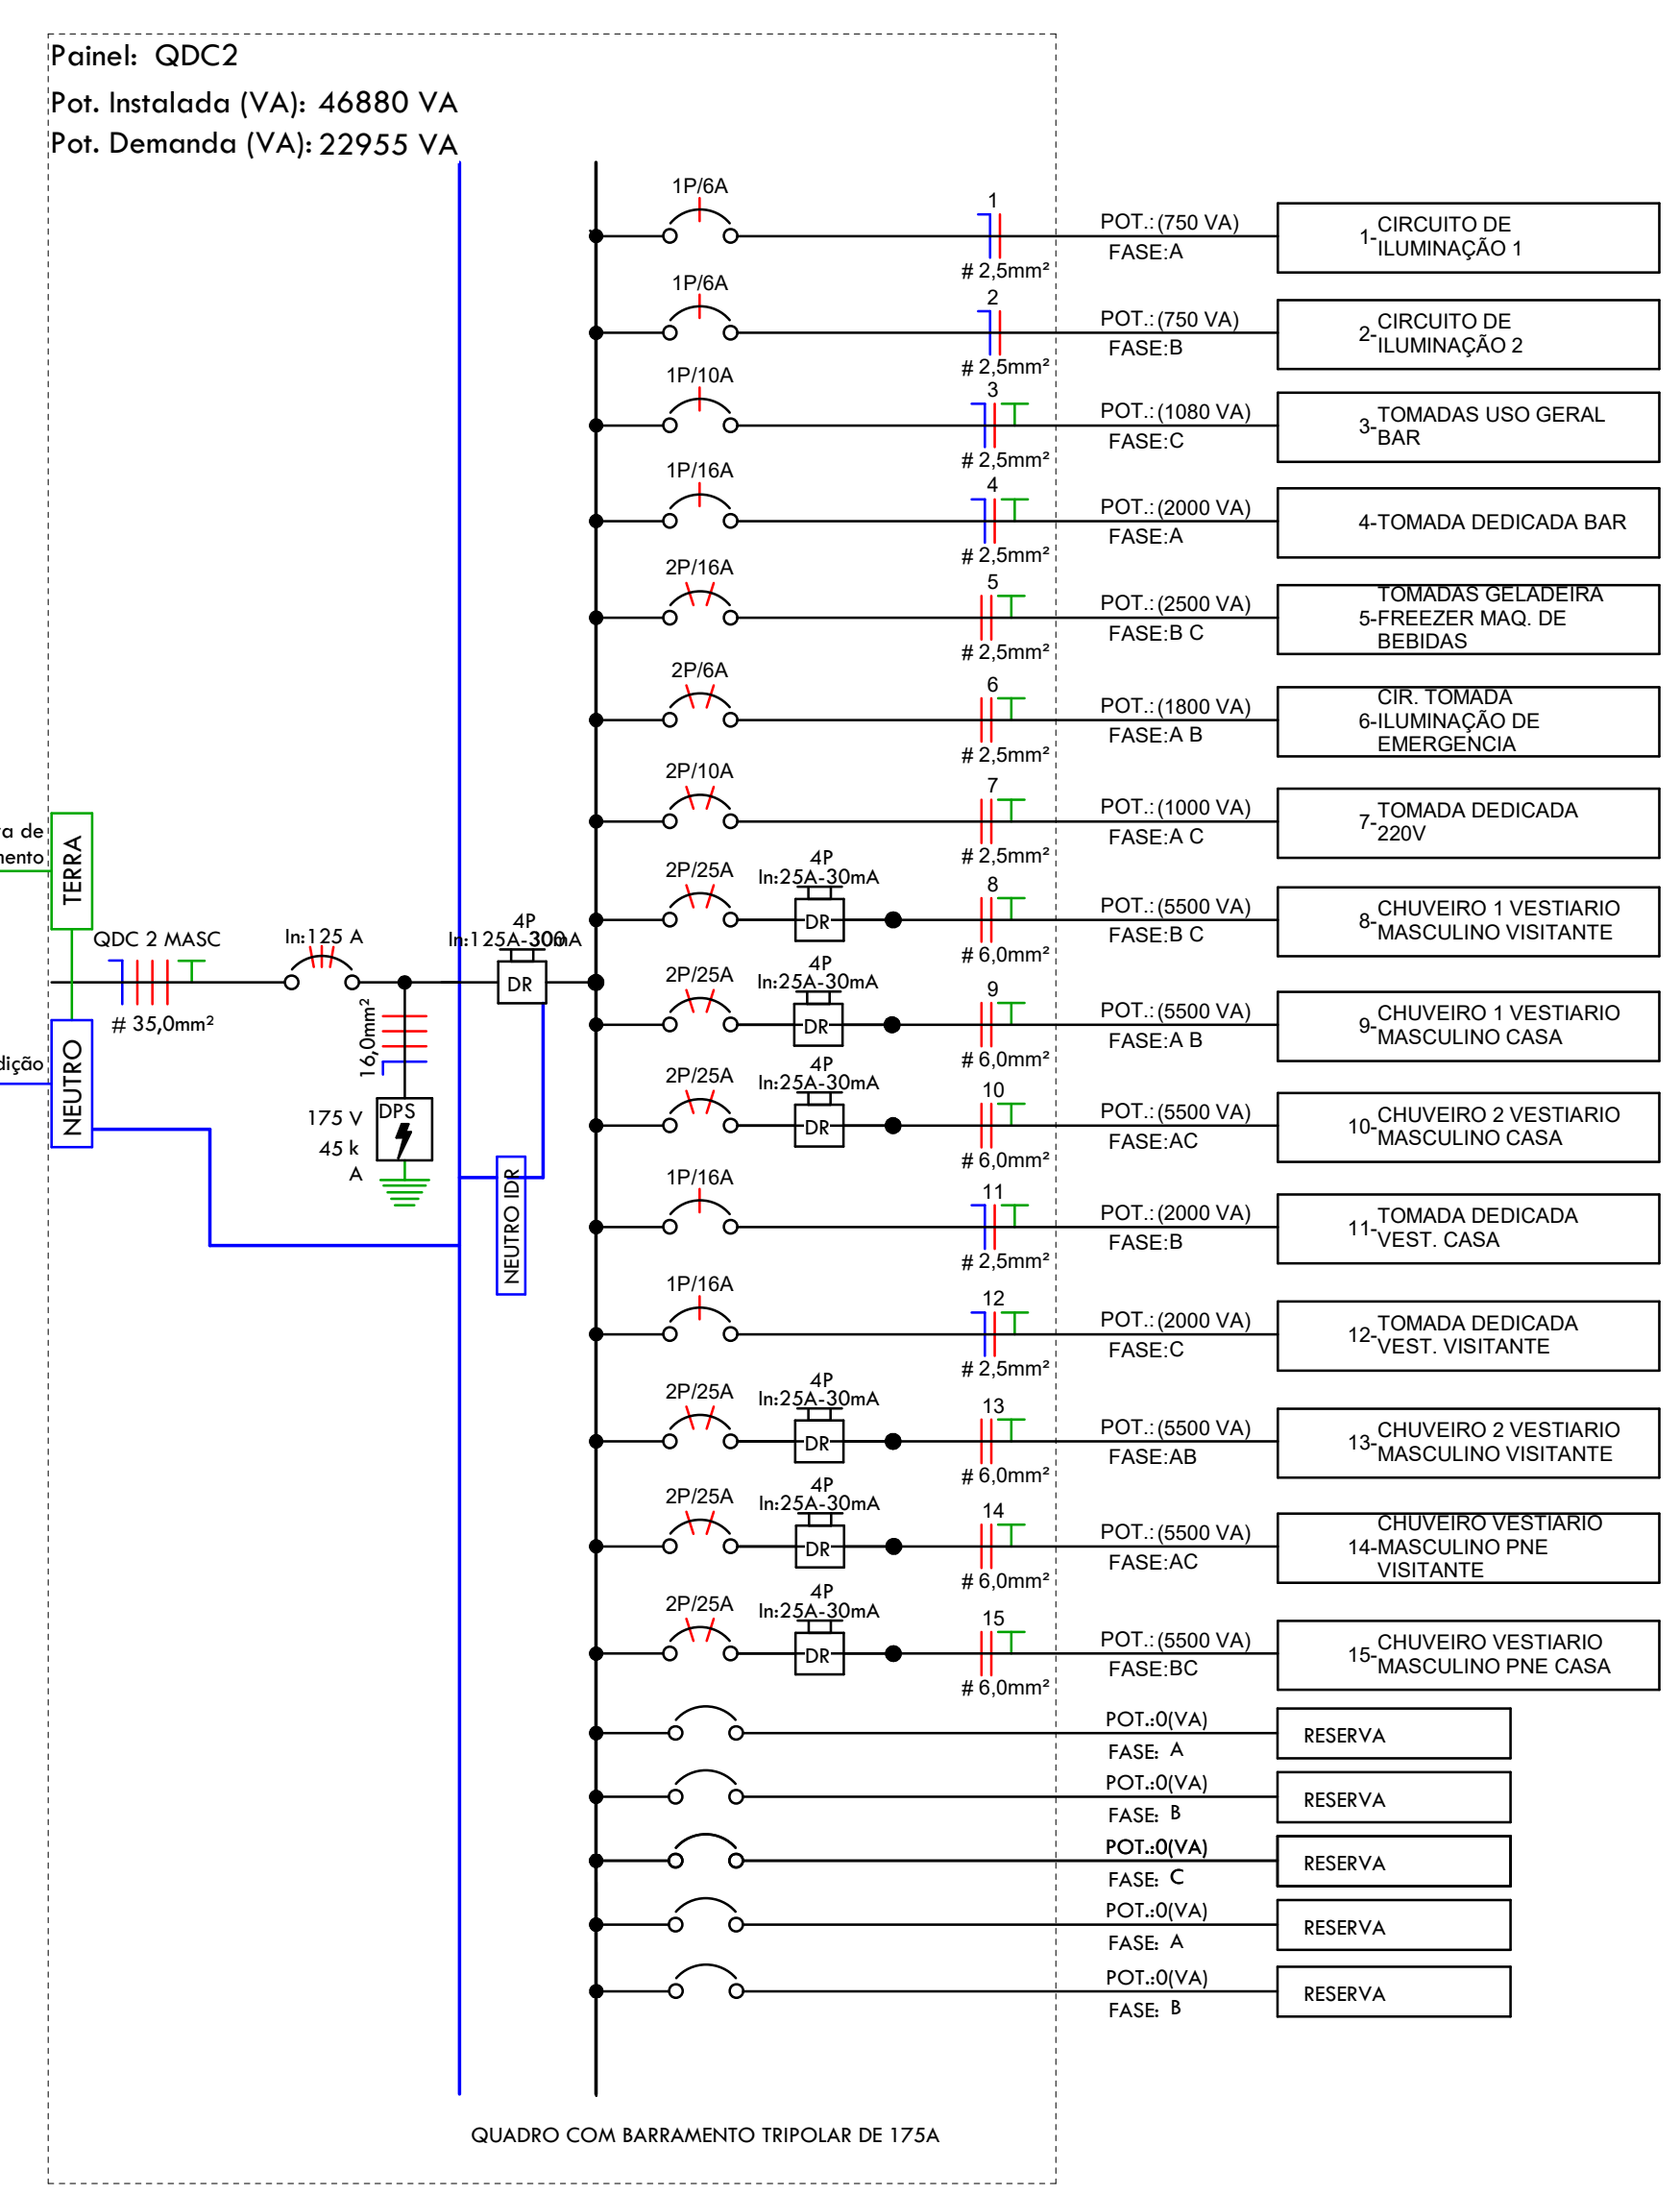 Painel: QDC2
Pot. Instalada (VA): 46880 VA
Pot. Demanda (VA): 22955 VA
1P/6A
1
# 2,5mm²
POT.:(750 VA)
FASE:A
1-CIRCUITO DE
ILUMINAÇÃO 1
1P/6A
2
# 2,5mm²
POT.:(750 VA)
FASE:B
2-CIRCUITO DE
ILUMINAÇÃO 2
1P/10A
3
# 2,5mm²
POT.:(1080 VA)
FASE:C
3-TOMADAS USO GERAL
BAR
1P/16A
4
# 2,5mm²
POT.:(2000 VA)
FASE:A
4-TOMADA DEDICADA BAR
2P/16A
5
# 2,5mm²
POT.:(2500 VA)
FASE:B C
TOMADAS GELADEIRA
5-FREEZER MAQ. DE
BEBIDAS
2P/6A
6
# 2,5mm²
POT.:(1800 VA)
FASE:A B
CIR. TOMADA
6-ILUMINAÇÃO DE
EMERGENCIA
2P/10A
7
# 2,5mm²
POT.:(1000 VA)
FASE:A C
7-TOMADA DEDICADA
220V
de
TERRA
QDC 2 MASC
# 35,0mm²
In:125 A
4P
In:125A-300mA
DR
NEUTRO
16,0mm²
175 V
45 k
A
DPS
NEUTRO IDR
2P/25A
4P
In:25A-30mA
DR
8
# 6,0mm²
POT.:(5500 VA)
FASE:B C
8-CHUVEIRO 1 VESTIARIO
MASCULINO VISITANTE
2P/25A
4P
In:25A-30mA
DR
9
# 6,0mm²
POT.:(5500 VA)
FASE:A B
9-CHUVEIRO 1 VESTIARIO
MASCULINO CASA
2P/25A
4P
In:25A-30mA
DR
10
# 6,0mm²
POT.:(5500 VA)
FASE:AC
10-CHUVEIRO 2 VESTIARIO
MASCULINO CASA
1P/16A
11
# 2,5mm²
POT.:(2000 VA)
FASE:B
11-TOMADA DEDICADA
VEST. CASA
1P/16A
12
# 2,5mm²
POT.:(2000 VA)
FASE:C
12-TOMADA DEDICADA
VEST. VISITANTE
2P/25A
4P
In:25A-30mA
DR
13
# 6,0mm²
POT.:(5500 VA)
FASE:AB
13-CHUVEIRO 2 VESTIARIO
MASCULINO VISITANTE
2P/25A
4P
In:25A-30mA
DR
14
# 6,0mm²
POT.:(5500 VA)
FASE:AC
CHUVEIRO VESTIARIO
14-MASCULINO PNE
VISITANTE
2P/25A
4P
In:25A-30mA
DR
15
# 6,0mm²
POT.:(5500 VA)
FASE:BC
15-CHUVEIRO VESTIARIO
MASCULINO PNE CASA
POT.:0(VA)
FASE: A
RESERVA
POT.:0(VA)
FASE: B
RESERVA
POT.:0(VA)
FASE: C
RESERVA
POT.:0(VA)
FASE: A
RESERVA
POT.:0(VA)
FASE: B
RESERVA
QUADRO COM BARRAMENTO TRIPOLAR DE 175A